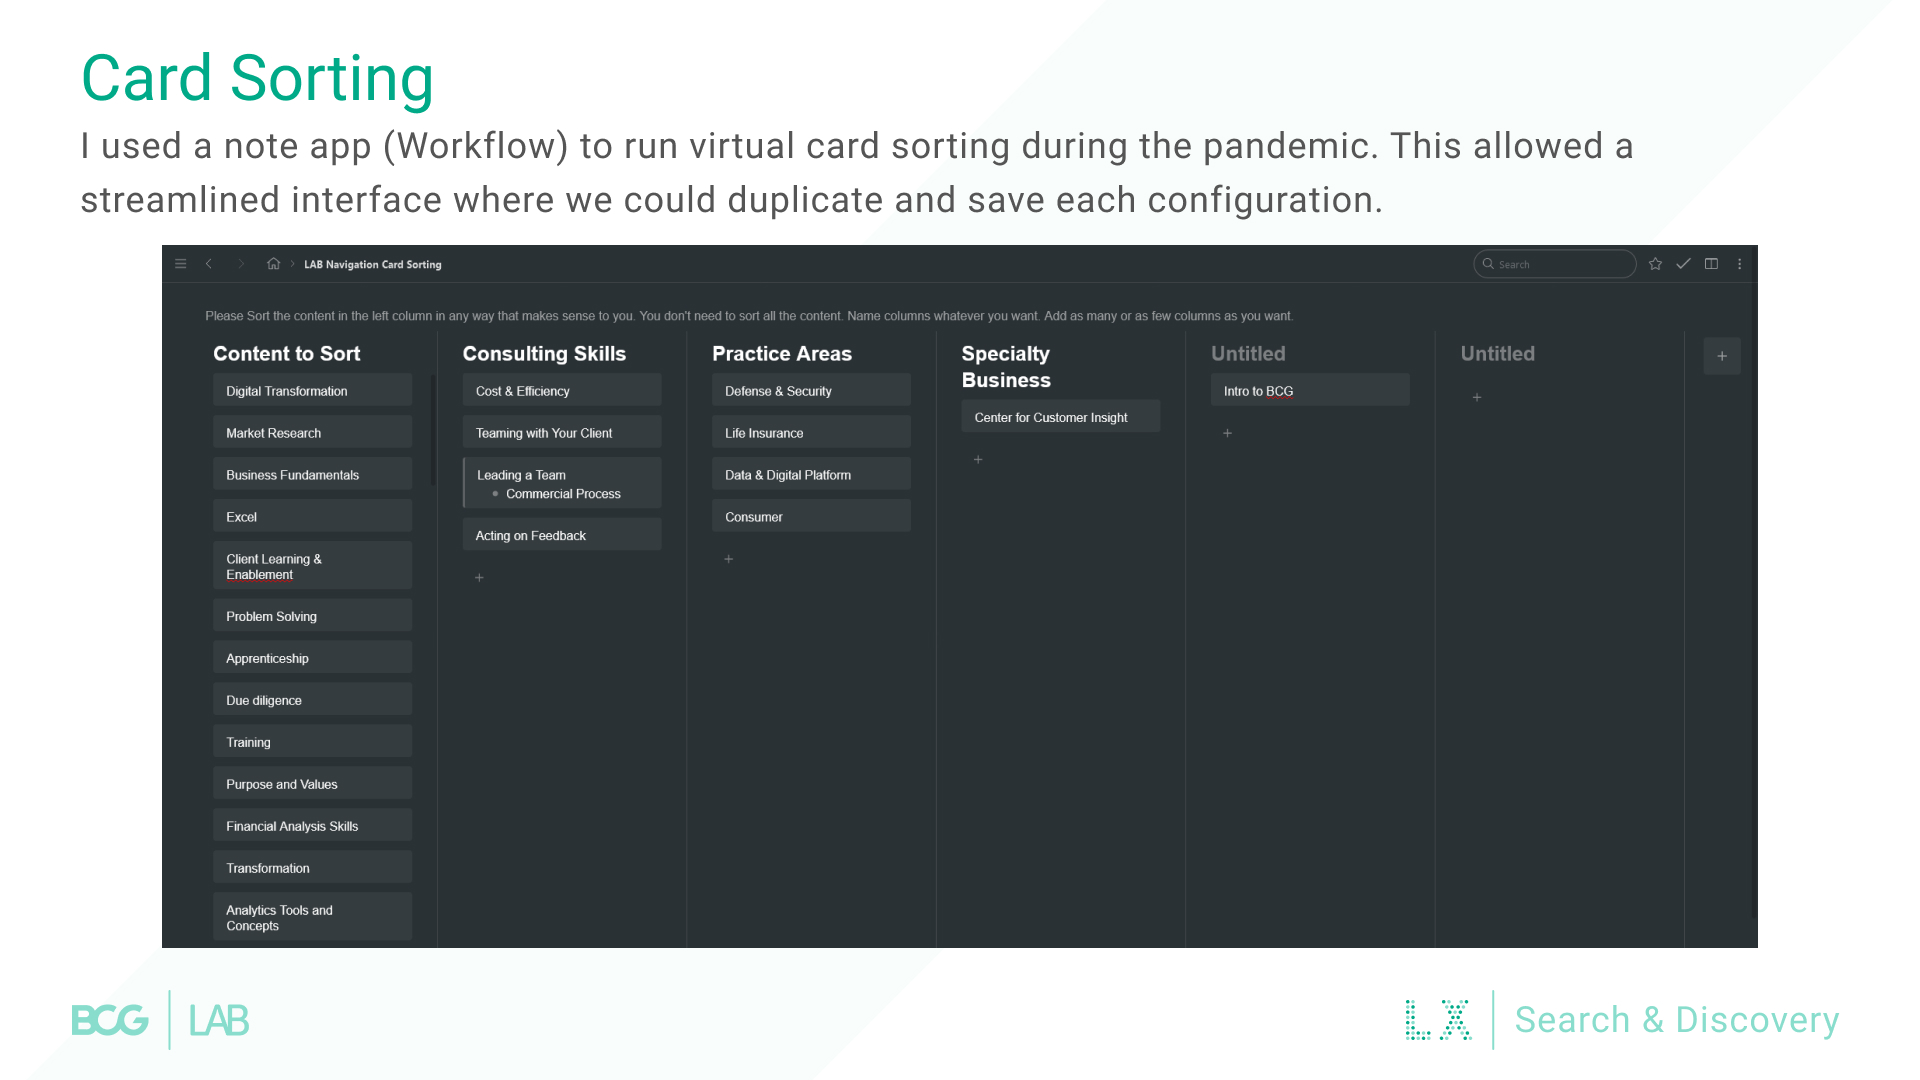 Card Sorting
I used a note app (Workflow) to run virtual card sorting during the pandemic. This allowed a
streamlined interface where we could duplicate and save each configuration.
LAB Navigation Card Sorting
Search
Please Sort the content in the left column in any way that makes sense to you. You don't need to sort all the content. Name columns whatever you want. Add as many or as few columns as you want.
Content to Sort
Digital Transformation
Market Research
Business Fundamentals
Excel
Client Learning &
Enablement
Problem Solving
Apprenticeship
Due diligence
Training
Purpose and Values
Financial Analysis Skills
Transformation
Analytics Tools and
Concepts
Consulting Skills
Cost & Efficiency
Teaming with Your Client
Leading a Team
Commercial Process
Acting on Feedback
Practice Areas
Defense & Security
Life Insurance
Data & Digital Platform
Consumer
Specialty
Business
Center for Customer Insight
Untitled
Intro to BCG
Untitled
BCG | LAB
LX | Search & Discovery